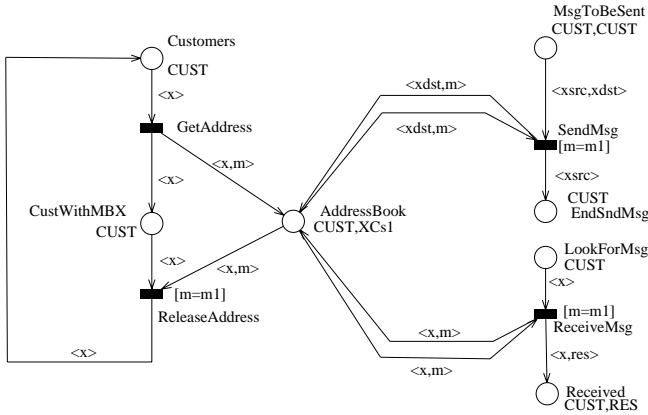 Customers
CUST
<x>
GetAddress
<x,m>
<x>
CustWithMBX
CUST
<x>
<x,m>
[m=m1]
ReleaseAddress
<x>
AddressBook
CUST,XCs1
<xdst,m>
<xdst,m>
MsgToBeSent
CUST,CUST
<xsrc,xdst>
SendMsg
[m=m1]
<xsrc>
CUST
EndSndMsg
LookForMsg
CUST
<x>
[m=m1]
ReceiveMsg
<x,m>
<x,m>
<x,res>
Received
CUST,RES